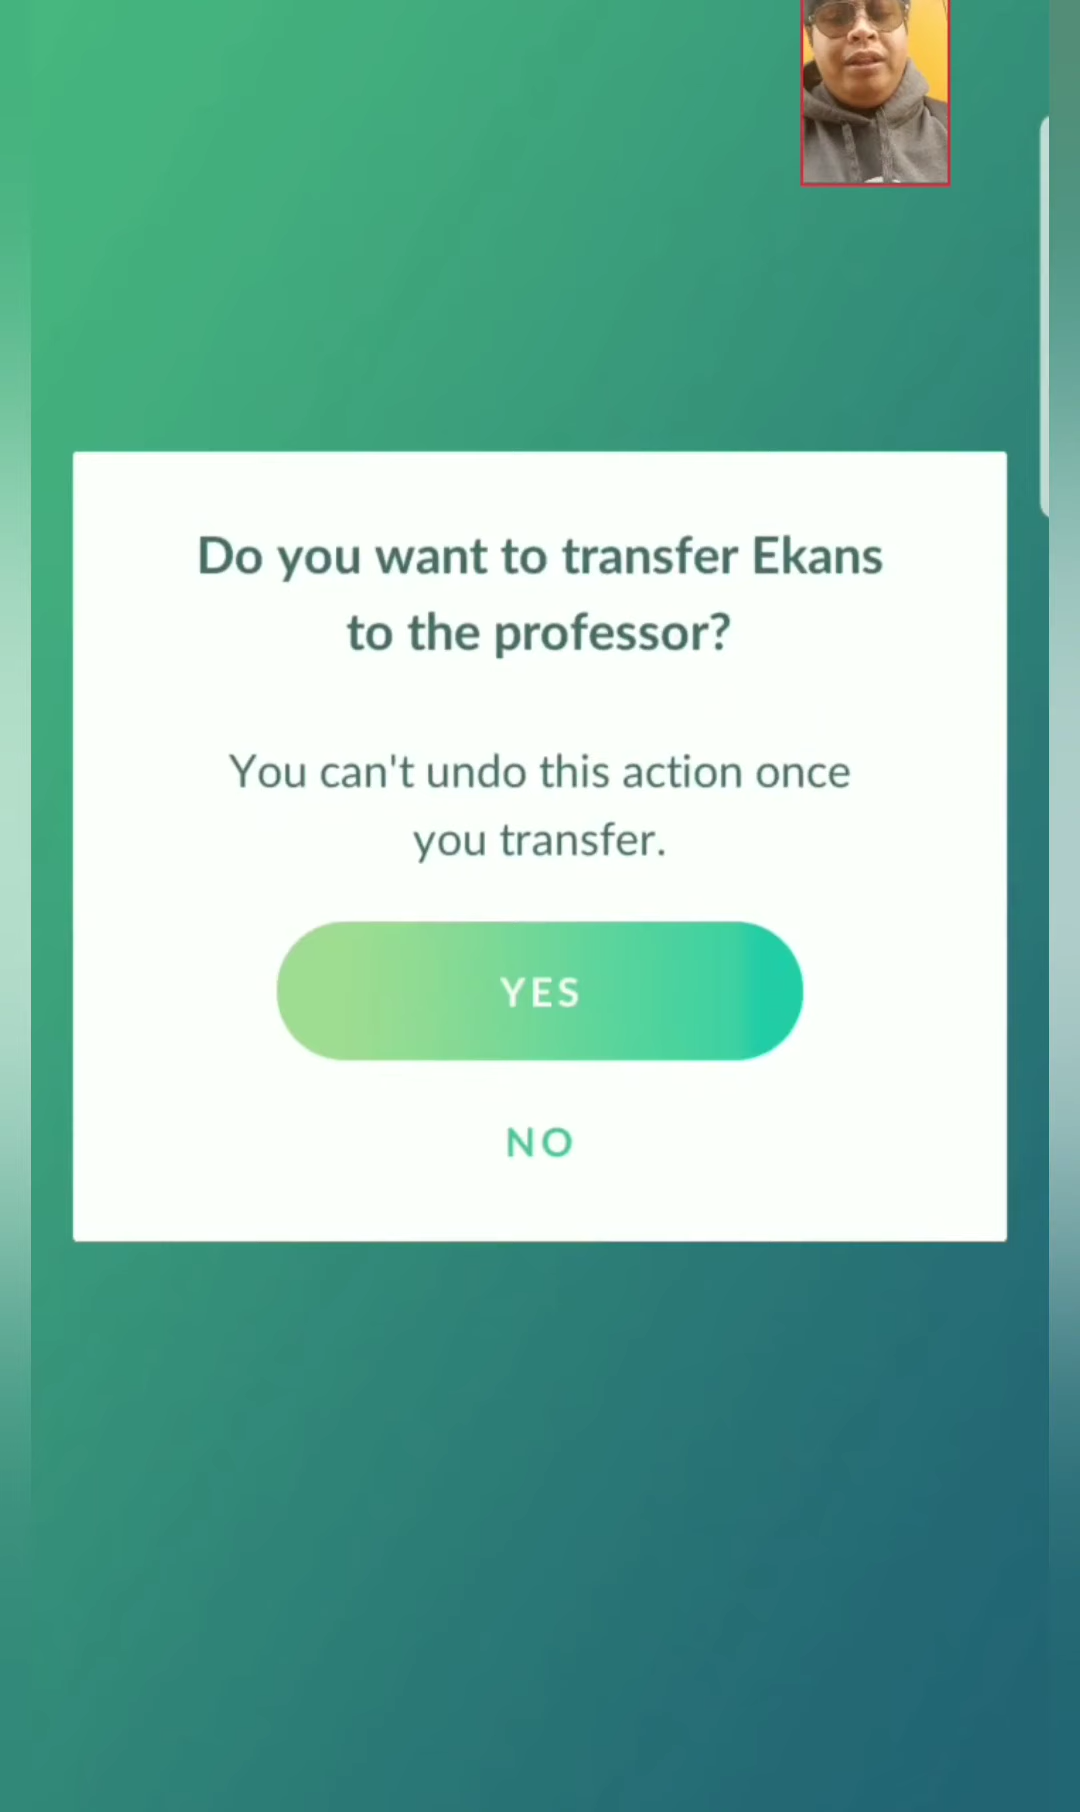 Do you want to transfer Ekans
to the professor?
You can't undo this action once
you transfer.
YES
NO